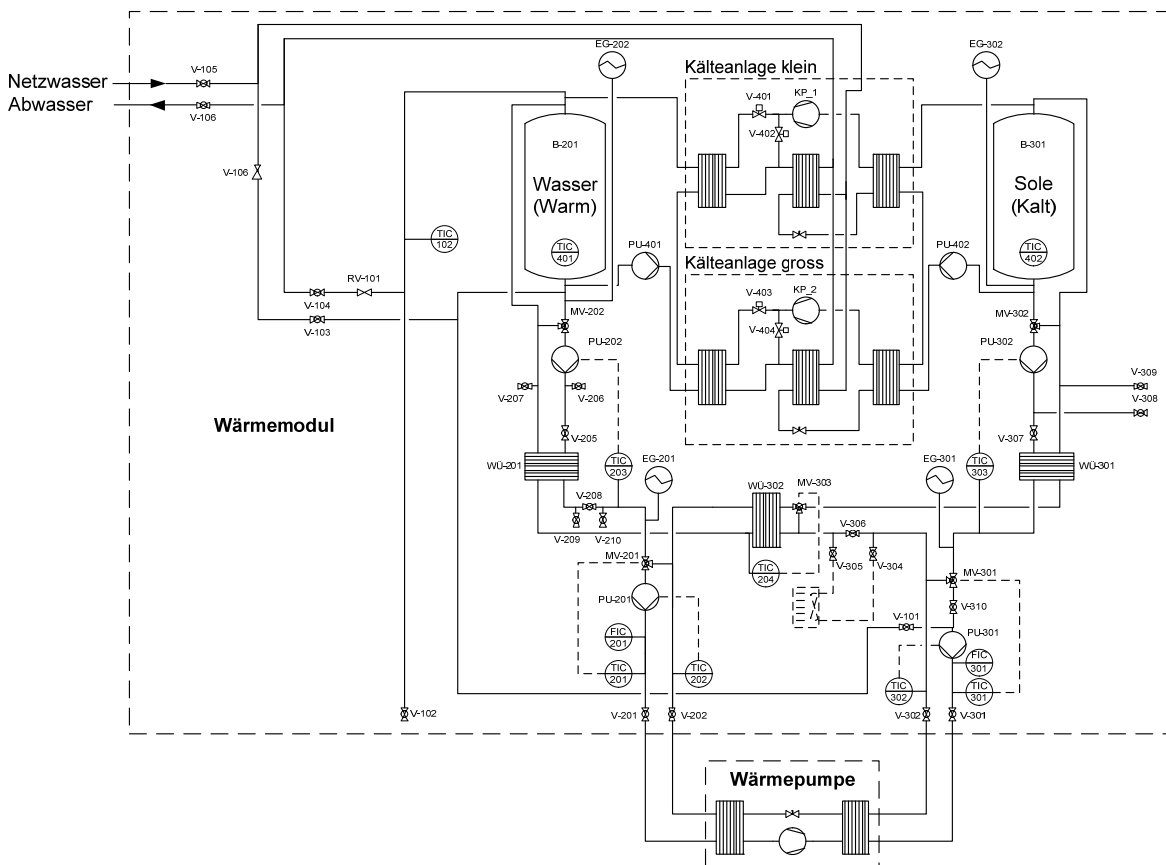 EG-202
EG-302
Netzwasser
V-105
Kälteanlage klein
Abwasser
V-106
V-401
KP_1
V-402
B-201
B-301
V-106
Wasser
(Warm)
Sole
(Kalt)
TIC
102
TIC
401
PU-401
PU-402
TIC
402
Kälteanlage gross
RV-101
V-104
V-403
KP_2
V-103
MV-202
MV-302
V-404
PU-202
PU-302
V-309
V-207
V-206
V-308
Wärmemodul
V-205
V-307
WÜ-201
TIC
203
EG-201
EG-301
TIC
303
WÜ-301
WÜ-302
MV-303
V-208
V-306
V-209
V-210
MV-201
V-305
V-304
TIC
204
MV-301
PU-201
V-310
V-101
PU-301
FIC
201
FIC
301
TIC
201
TIC
202
TIC
302
TIC
301
V-102
V-201
V-202
V-302
V-301
Wärmepumpe